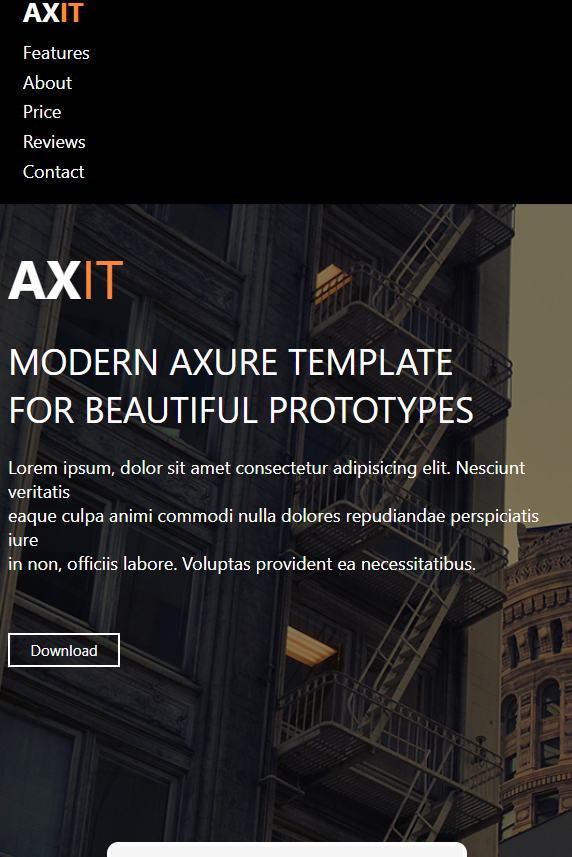 AXIT
Features
About
Price
Reviews
Contact
AXIT
MODERN AXURE TEMPLATE
FOR BEAUTIFUL PROTOTYPES
Lorem ipsum, dolor sit amet consectetur adipisicing elit. Nesciunt
veritatis
eaque culpa animi commodi nulla dolores repudiandae perspiciatis
iure
in non, officiis labore. Voluptas provident ea necessitatibus.
Download